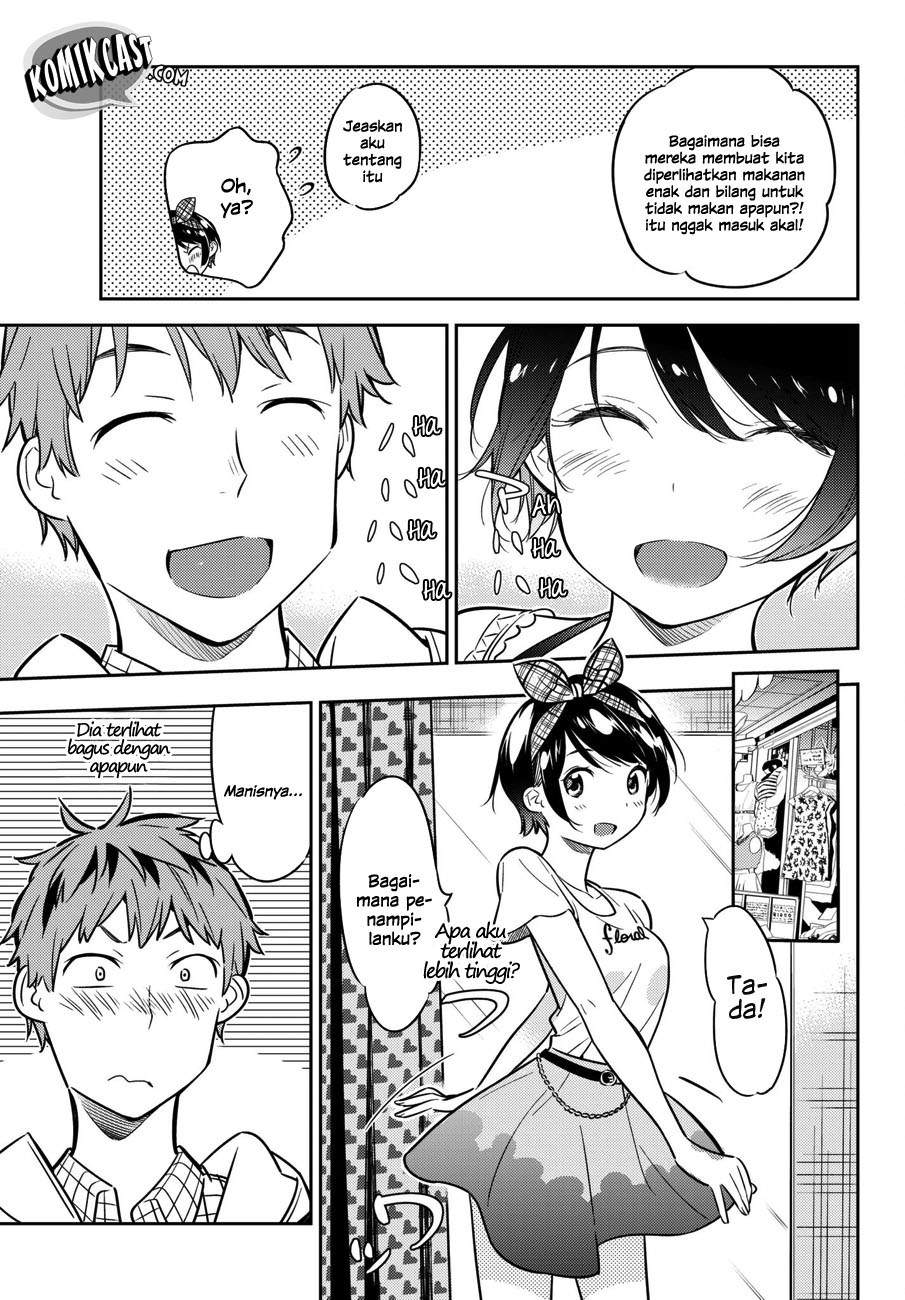 KOMIKCAST
.COM
Bagaimana bisa
mereka membuat kita
diperlihatkan makanan
enak dan bilang untuk
tidak makan apapun?!
itu nggak masuk akal!
Jeaskan
aku
tentang
itu
Oh,
ya?
Ah
Ha
Ha
Ha
Ha
Ha
Ha
Ta-
da!
floral
Bagai-
mana pe-
nampi-
lanku?
Apa aku
terlihat
lebih tinggi?
Manisnya...
Dia terlihat
bagus dengan
apapun